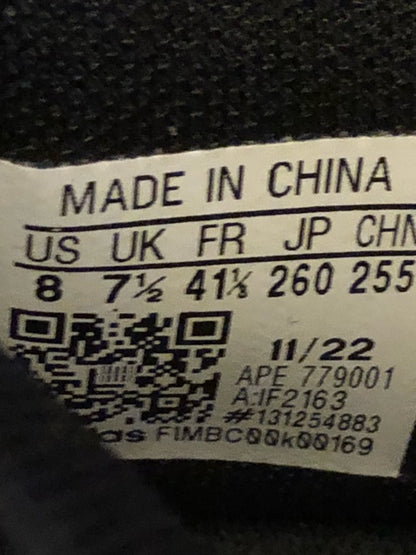 MADE IN CHINA
US UK FR JP CHN
8 7½ 41⅓ 260 255
11/22
APE 779001
A:IF2163
#131254883
as FIMBC00k00169